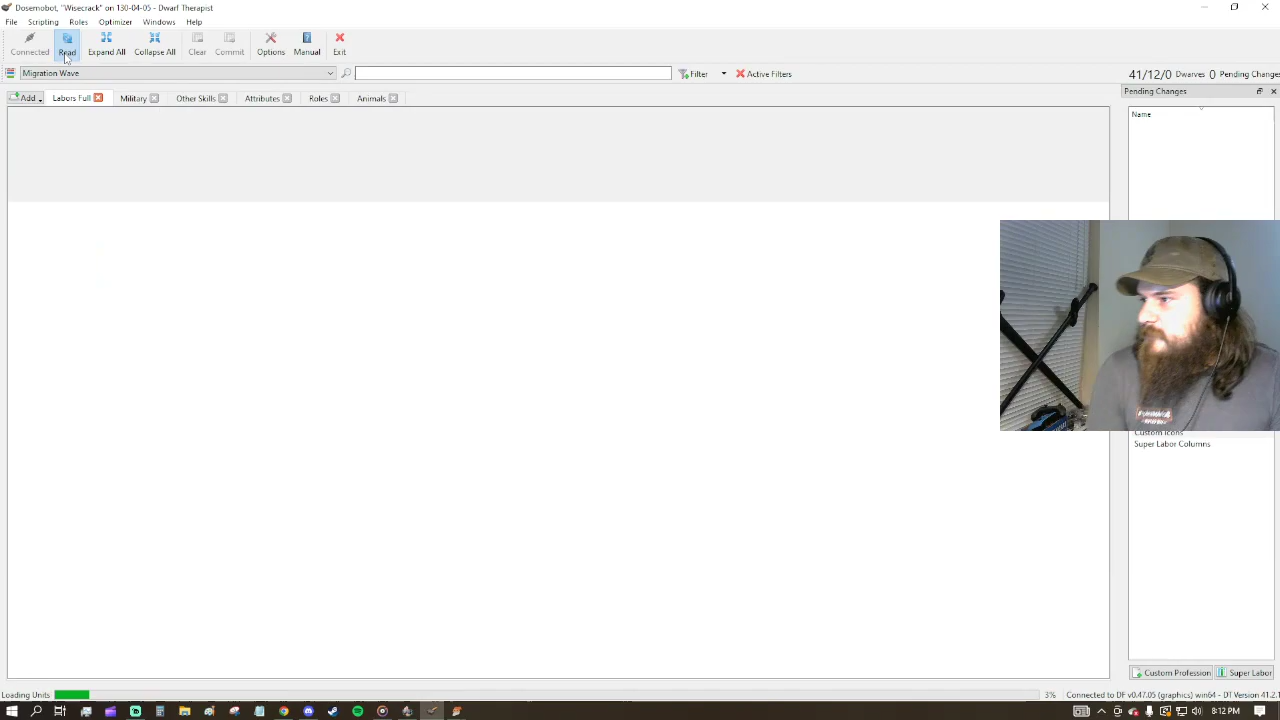 Dosemobot, "Wisecrack" on 130-04-05 - Dwarf Therapist
File Scripting Roles Optimizer Windows Help
Connected Read Expand All Collapse All Clear Commit Options Manual Exit
Migration Wave Filter Active Filters 41/12/0 Dwarves 0 Pending Changes
Add Labors Full Military Other Skills Attributes Roles Animals Pending Changes
Name
Custom Icons
Super Labor Columns
Custom Profession Super Labor
Loading Units 3% Connected to DF v0.47.05 (graphics) win64 - DT Version 41.2.1
8:12 PM